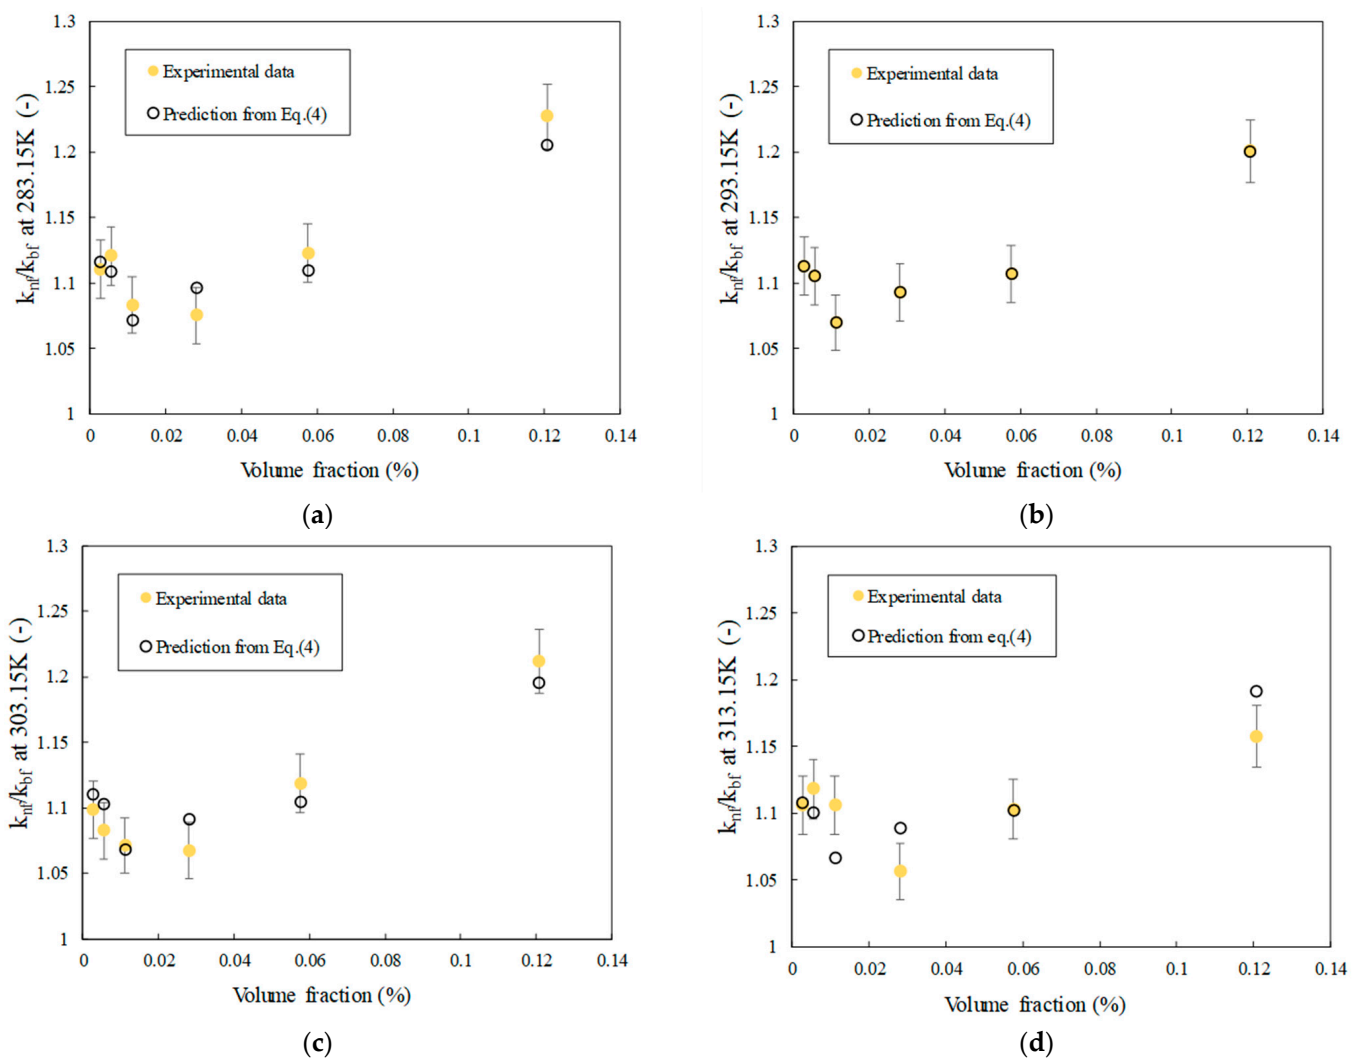 1.3
1.25
1.2
1.15
1.1
1.05
1
0 0.02 0.04 0.06 0.08 0.1 0.12 0.14
k_nf/k_bf at 283.15K (-)
Experimental data
Prediction from Eq.(4)
Volume fraction (%)
(a)
1.3
1.25
1.2
1.15
1.1
1.05
1
0 0.02 0.04 0.06 0.08 0.1 0.12 0.14
k_nf/k_bf at 293.15K (-)
Experimental data
Prediction from Eq.(4)
Volume fraction (%)
(b)
1.3
1.25
1.2
1.15
1.1
1.05
1
0 0.02 0.04 0.06 0.08 0.1 0.12 0.14
k_nf/k_bf at 303.15K (-)
Experimental data
Prediction from Eq.(4)
Volume fraction (%)
(c)
1.3
1.25
1.2
1.15
1.1
1.05
1
0 0.02 0.04 0.06 0.08 0.1 0.12 0.14
k_nf/k_bf at 313.15K (-)
Experimental data
Prediction from eq.(4)
Volume fraction (%)
(d)